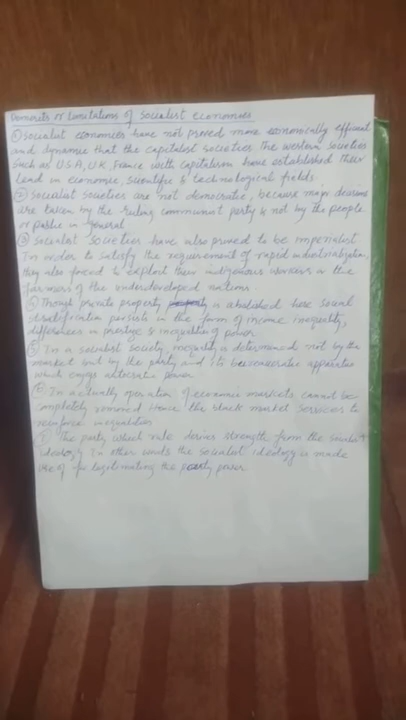 Demerits or Limitations of Socialist economies
① Socialist economies have not proved more economically efficient
and dynamic that the capitalist societies the western societies
such as USA, UK, France with Capitalism have established their
lead in economic, scientific & technological fields.
② Socialist Societies are not democratic, because major decisions
are taken by the ruling communist party & not by the people
or public in general
③ Socialist Societies have also proved to be imperialist.
In order to satisfy the requirement of rapid industrialization,
they also forced to exploit their indigenous workers or the
farmers of the underdeveloped nations.
④ Though private property is abolished here social
stratification persists in the form of income inequality,
differences in prestige & inequality of power.
⑤ In a socialist society inequality is determined not by the
market but by the party and its bureaucratic apparatus
which enjoys autocratic power
⑥ In actually operation of economic markets cannot be
completely removed Hence the black market services to
reinforce inequalities
⑦ The party which rule derives strength from the socialist
ideology In other words the socialist ideology is made
use of for legitimating the party power.